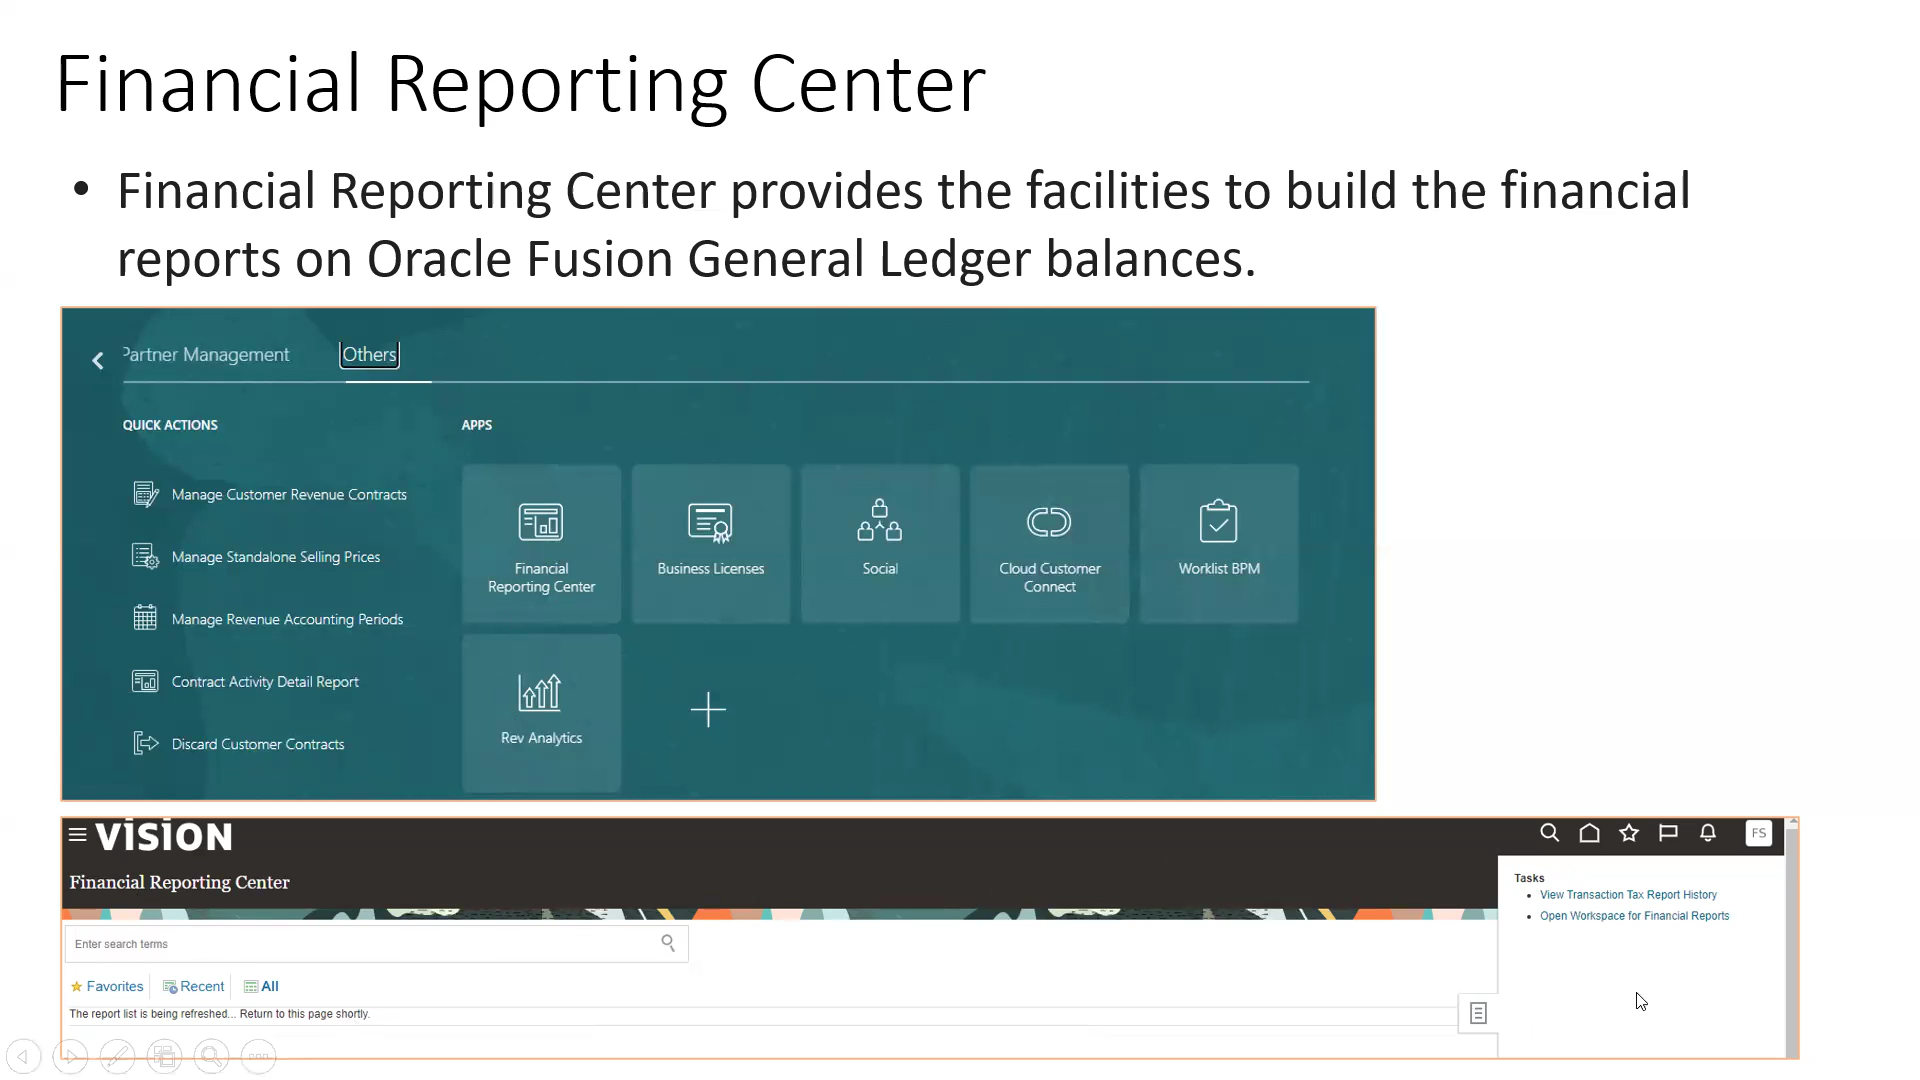 Financial Reporting Center
• Financial Reporting Center provides the facilities to build the financial
reports on Oracle Fusion General Ledger balances.
Partner Management
Others
QUICK ACTIONS
APPS
Manage Customer Revenue Contracts
Manage Standalone Selling Prices
Manage Revenue Accounting Periods
Contract Activity Detail Report
Discard Customer Contracts
Financial
Reporting Center
Business Licenses
Social
Cloud Customer
Connect
Worklist BPM
Rev Analytics
VISION
FS
Financial Reporting Center
Tasks
• View Transaction Tax Report History
• Open Workspace for Financial Reports
Enter search terms
Favorites
Recent
All
The report list is being refreshed... Return to this page shortly.